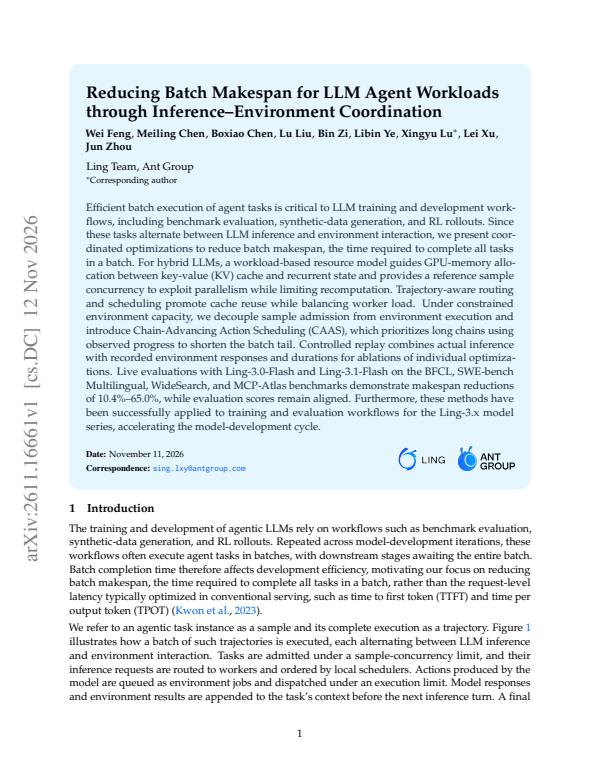 arXiv:2611.16661v1 [cs.DC] 12 Nov 2026
Reducing Batch Makespan for LLM Agent Workloads
through Inference–Environment Coordination
Wei Feng, Meiling Chen, Boxiao Chen, Lu Liu, Bin Zi, Libin Ye, Xingyu Lu*, Lei Xu,
Jun Zhou
Ling Team, Ant Group
*Corresponding author
Efficient batch execution of agent tasks is critical to LLM training and development work-
flows, including benchmark evaluation, synthetic-data generation, and RL rollouts. Since
these tasks alternate between LLM inference and environment interaction, we present coor-
dinated optimizations to reduce batch makespan, the time required to complete all tasks
in a batch. For hybrid LLMs, a workload-based resource model guides GPU-memory allo-
cation between key-value (KV) cache and recurrent state and provides a reference sample
concurrency to exploit parallelism while limiting recomputation. Trajectory-aware routing
and scheduling promote cache reuse while balancing worker load. Under constrained
environment capacity, we decouple sample admission from environment execution and
introduce Chain-Advancing Action Scheduling (CAAS), which prioritizes long chains using
observed progress to shorten the batch tail. Controlled replay combines actual inference
with recorded environment responses and durations for ablations of individual optimiza-
tions. Live evaluations with Ling-3.0-Flash and Ling-3.1-Flash on the BFCL, SWE-bench
Multilingual, WideSearch, and MCP-Atlas benchmarks demonstrate makespan reductions
of 10.4%–65.0%, while evaluation scores remain aligned. Furthermore, these methods have
been successfully applied to training and evaluation workflows for the Ling-3.x model
series, accelerating the model-development cycle.
Date: November 11, 2026
Correspondence: sing.lxy@antgroup.com
LING
ANT
GROUP
1 Introduction
The training and development of agentic LLMs rely on workflows such as benchmark evaluation,
synthetic-data generation, and RL rollouts. Repeated across model-development iterations, these
workflows often execute agent tasks in batches, with downstream stages awaiting the entire batch.
Batch completion time therefore affects development efficiency, motivating our focus on reducing
batch makespan, the time required to complete all tasks in a batch, rather than the request-level
latency typically optimized in conventional serving, such as time to first token (TTFT) and time per
output token (TPOT) (Kwon et al., 2023).
We refer to an agentic task instance as a sample and its complete execution as a trajectory. Figure 1
illustrates how a batch of such trajectories is executed, each alternating between LLM inference
and environment interaction. Tasks are admitted under a sample-concurrency limit, and their
inference requests are routed to workers and ordered by local schedulers. Actions produced by the
model are queued as environment jobs and dispatched under an execution limit. Model responses
and environment results are appended to the task's context before the next inference turn. A final
1